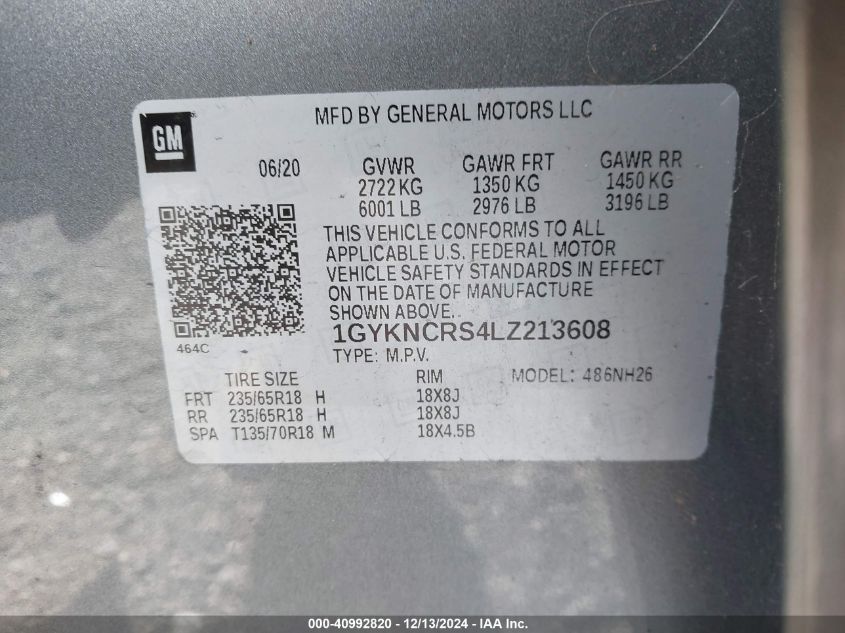 MFD BY GENERAL MOTORS LLC
GM
06/20 GVWR GAWR FRT GAWR RR
2722 KG 1350 KG 1450 KG
6001 LB 2976 LB 3196 LB
THIS VEHICLE CONFORMS TO ALL
APPLICABLE U.S. FEDERAL MOTOR
VEHICLE SAFETY STANDARDS IN EFFECT
ON THE DATE OF MANUFACTURE
SHOWN ABOVE.
1GYKNCRS4LZ213608
464C
TYPE: M.P.V.
TIRE SIZE RIM MODEL: 486NH26
FRT 235/65R18 H 18X8J
RR 235/65R18 H 18X8J
SPA T135/70R18 M 18X4.5B
000-40992820 - 12/13/2024 - IAA Inc.